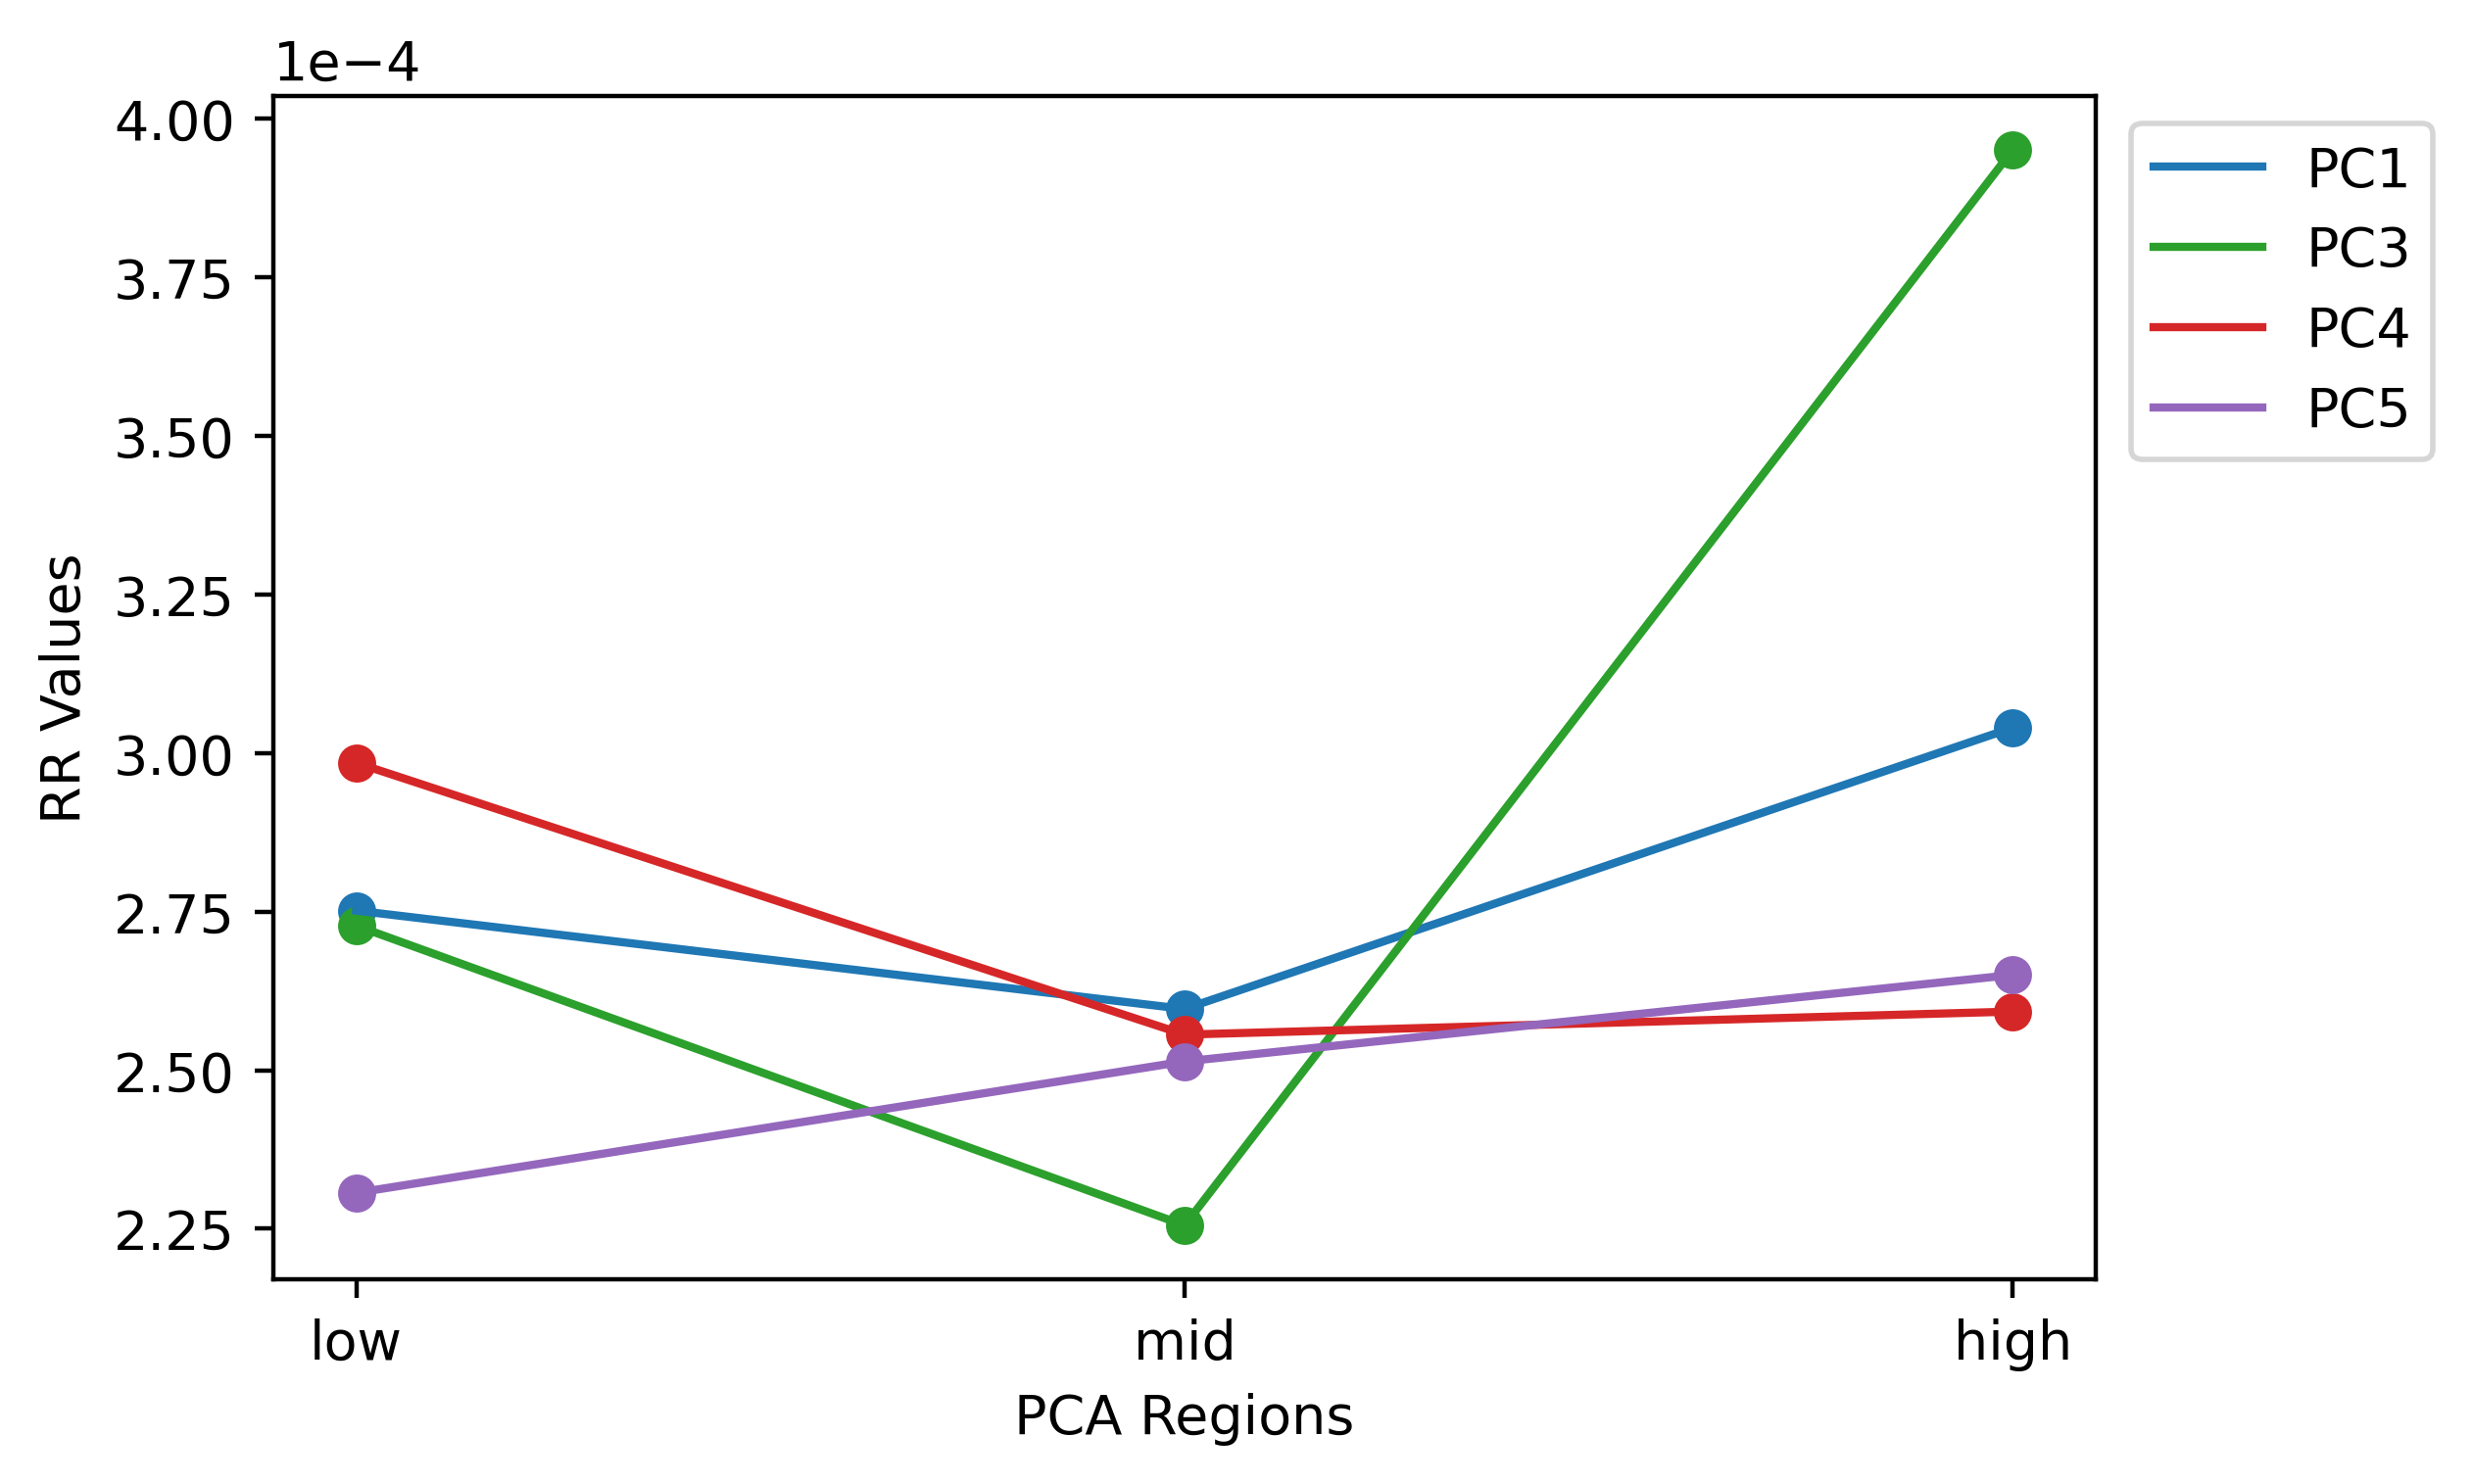 1e−4
4.00
3.75
3.50
3.25
3.00
2.75
2.50
2.25
RR Values
low
mid
high
PCA Regions
PC1
PC3
PC4
PC5